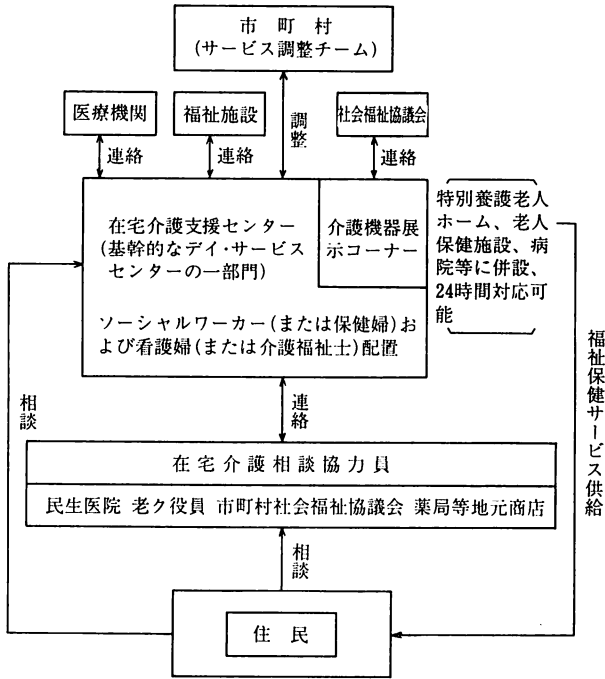 市町村
(サービス調整チーム)
医療機関
福祉施設
社会福祉協議会
調整
連絡
連絡
連絡
在宅介護支援センター
(基幹的なデイ・サービス
センターの一部門)
介護機器展
示コーナー
ソーシャルワーカー(または保健婦)お
よび看護婦(または介護福祉士)配置
特別養護老人
ホーム、老人
保健施設、病
院等に併設、
24時間対応可
能
相談
連絡
福祉保健サービス供給
在宅介護相談協力員
民生医院 老ク役員 市町村社会福祉協議会 薬局等地元商店
相談
住民